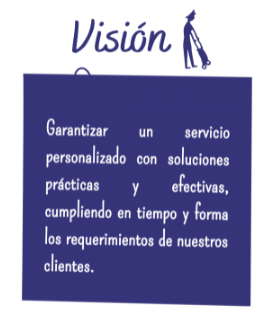 Visión
Garantizar un servicio
personalizado con soluciones
prácticas y efectivas,
cumpliendo en tiempo y forma
los requerimientos de nuestros
clientes.